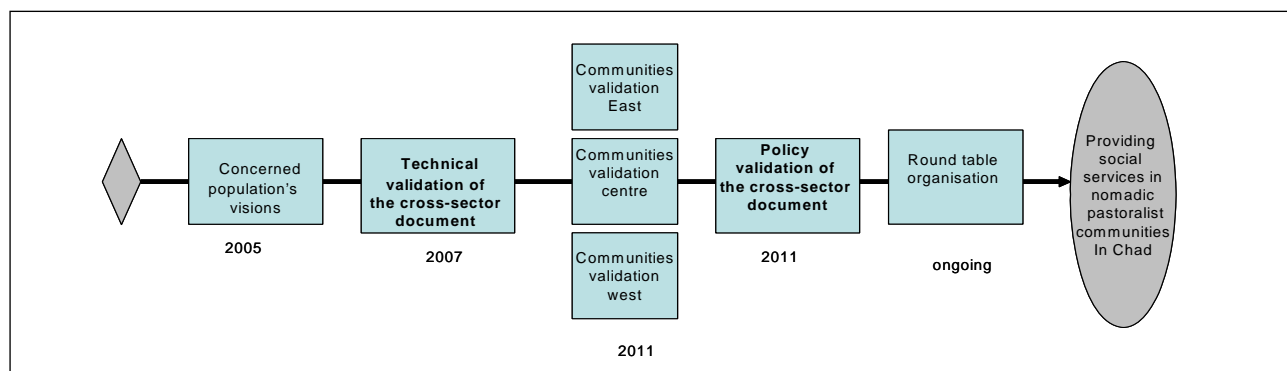 Concerned
population's
visions
2005
Technical
validation of
the cross-sector
document
2007
Communities
validation
East
Communities
validation
centre
Communities
validation
west
2011
Policy
validation of
the cross-sector
document
2011
Round table
organisation
ongoing
Providing
social
services in
nomadic
pastoralist
communities
In Chad